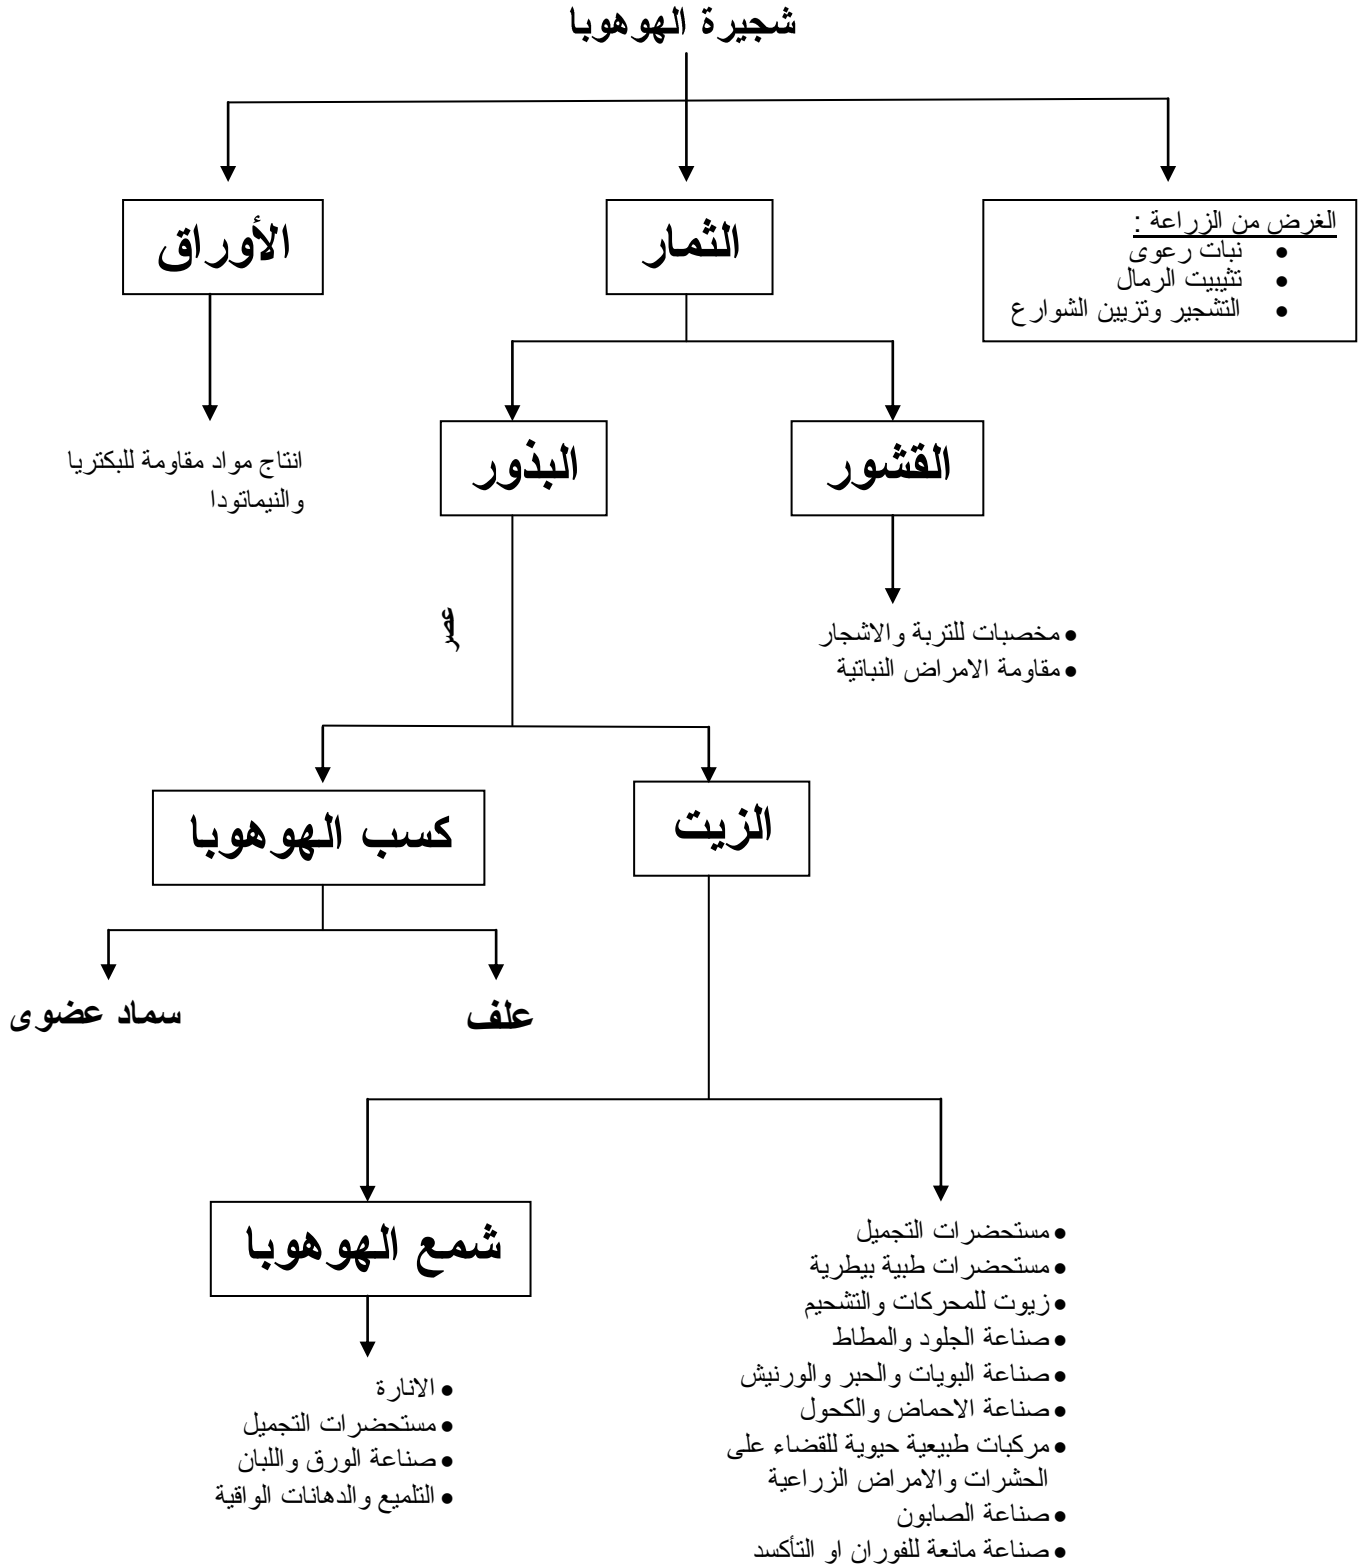 شجيرة الهوهوبا
الغرض من الزراعة :
• نبات رعوى
• تثيبيت الرمال
• التشجير وتزيين الشوارع
الثمار
الأوراق
القشور
البذور
انتاج مواد مقاومة للبكتريا
والنيماتودا
عصر
• مخصبات للتربة والاشجار
• مقاومة الامراض النباتية
الزيت
كسب الهوهوبا
علف
سماد عضوى
شمع الهوهوبا
• مستحضرات التجميل
• مستحضرات طبية بيطرية
• زيوت للمحركات والتشحيم
• صناعة الجلود والمطاط
• صناعة البويات والحبر والورنيش
• صناعة الاحماض والكحول
• مركبات طبيعية حيوية للقضاء على
الحشرات والامراض الزراعية
• صناعة الصابون
• صناعة مانعة للفوران او التأكسد
• الانارة
• مستحضرات التجميل
• صناعة الورق واللبان
• التلميع والدهانات الواقية